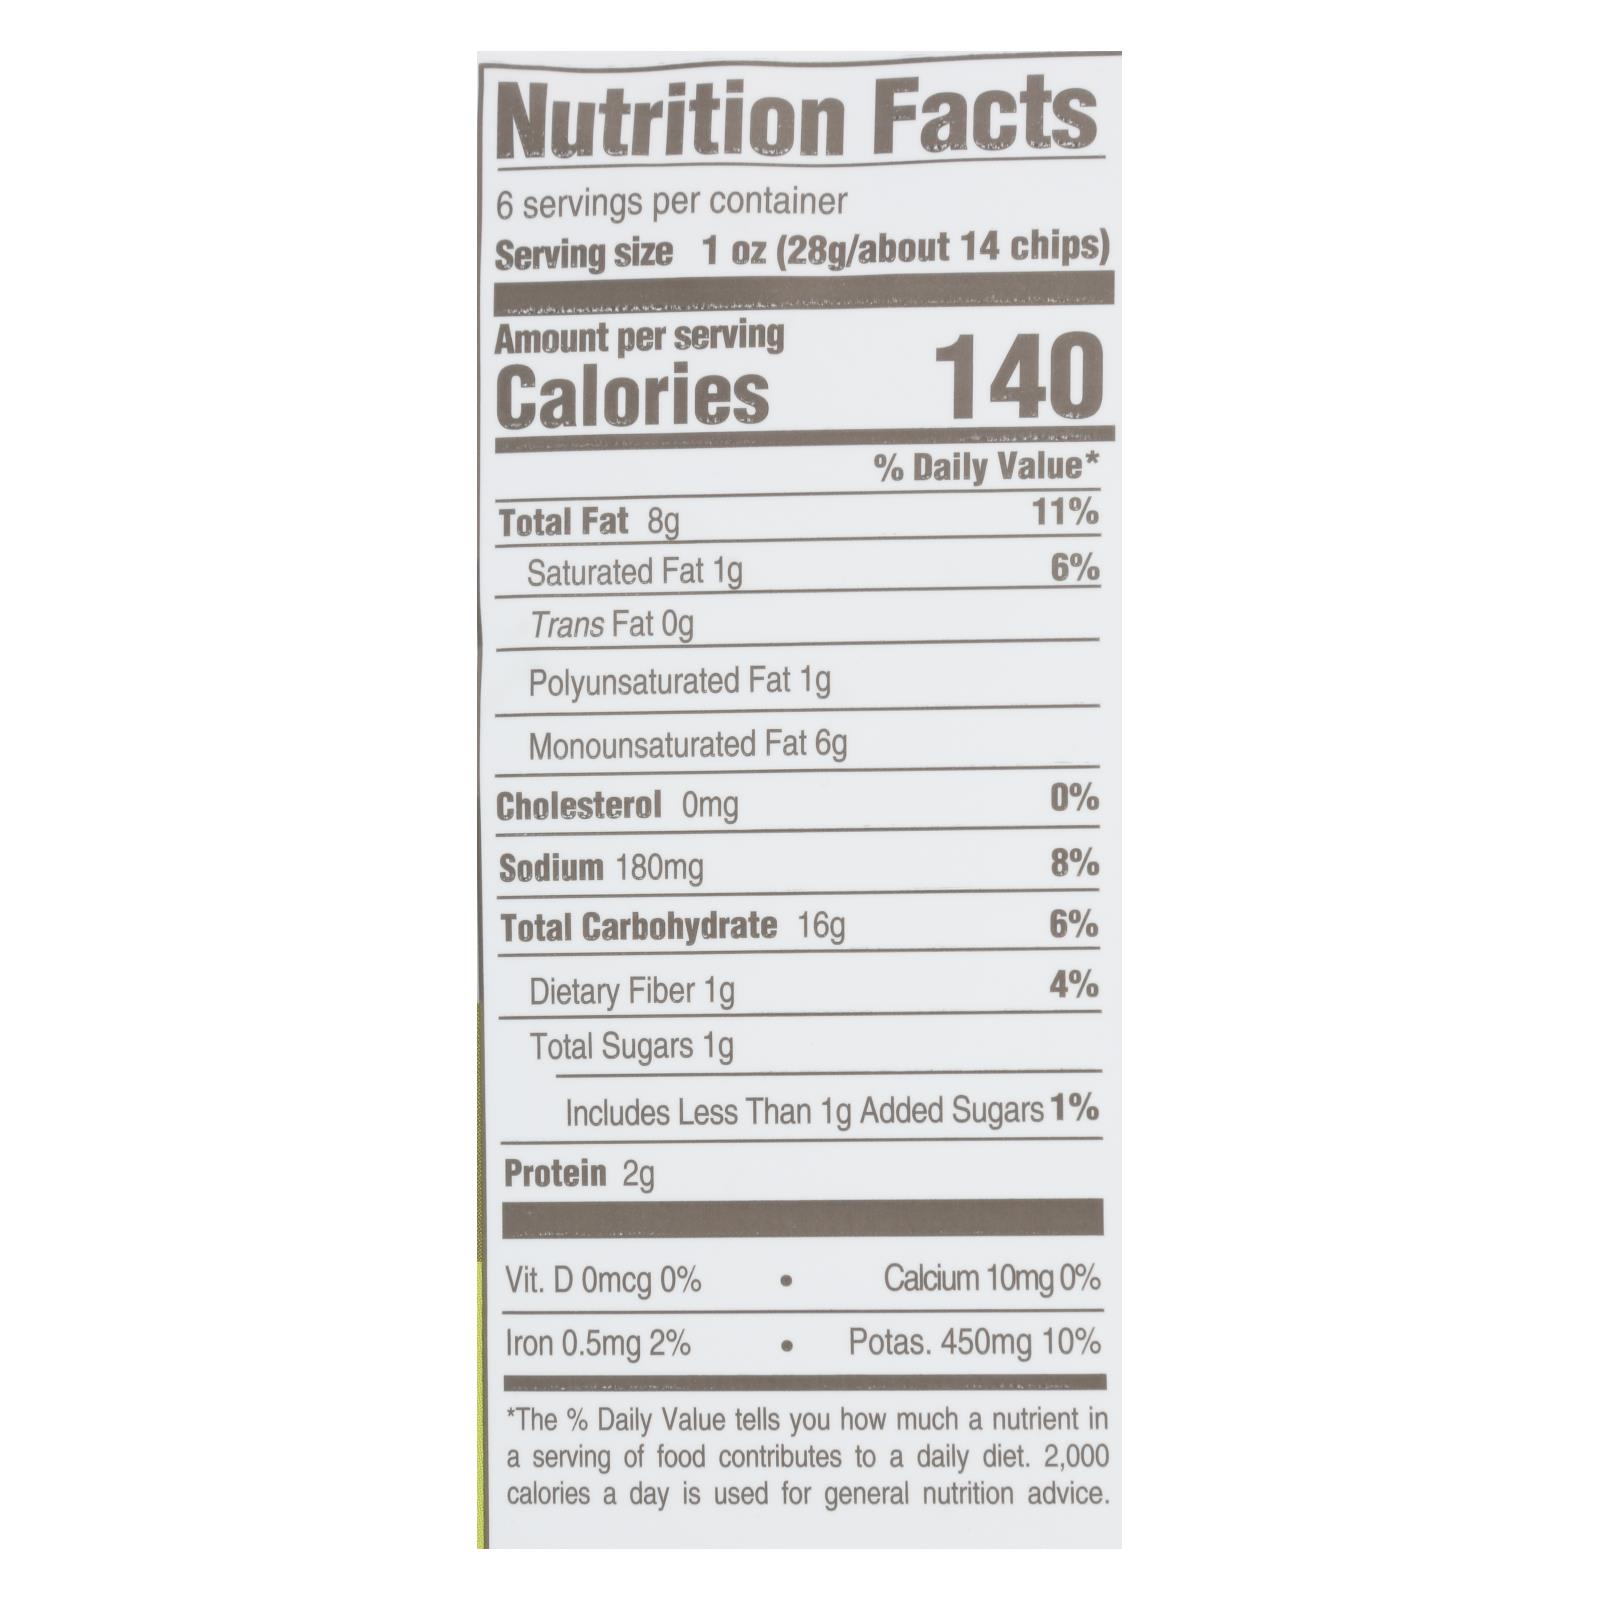 Nutrition Facts
6 servings per container
Serving size 1 oz (28g/about 14 chips)
Amount per serving
Calories 140
% Daily Value*
Total Fat 8g 11%
Saturated Fat 1g 6%
Trans Fat 0g
Polyunsaturated Fat 1g
Monounsaturated Fat 6g
Cholesterol 0mg 0%
Sodium 180mg 8%
Total Carbohydrate 16g 6%
Dietary Fiber 1g 4%
Total Sugars 1g
Includes Less Than 1g Added Sugars 1%
Protein 2g
Vit. D 0mcg 0% • Calcium 10mg 0%
Iron 0.5mg 2% • Potas. 450mg 10%
*The % Daily Value tells you how much a nutrient in
a serving of food contributes to a daily diet. 2,000
calories a day is used for general nutrition advice.